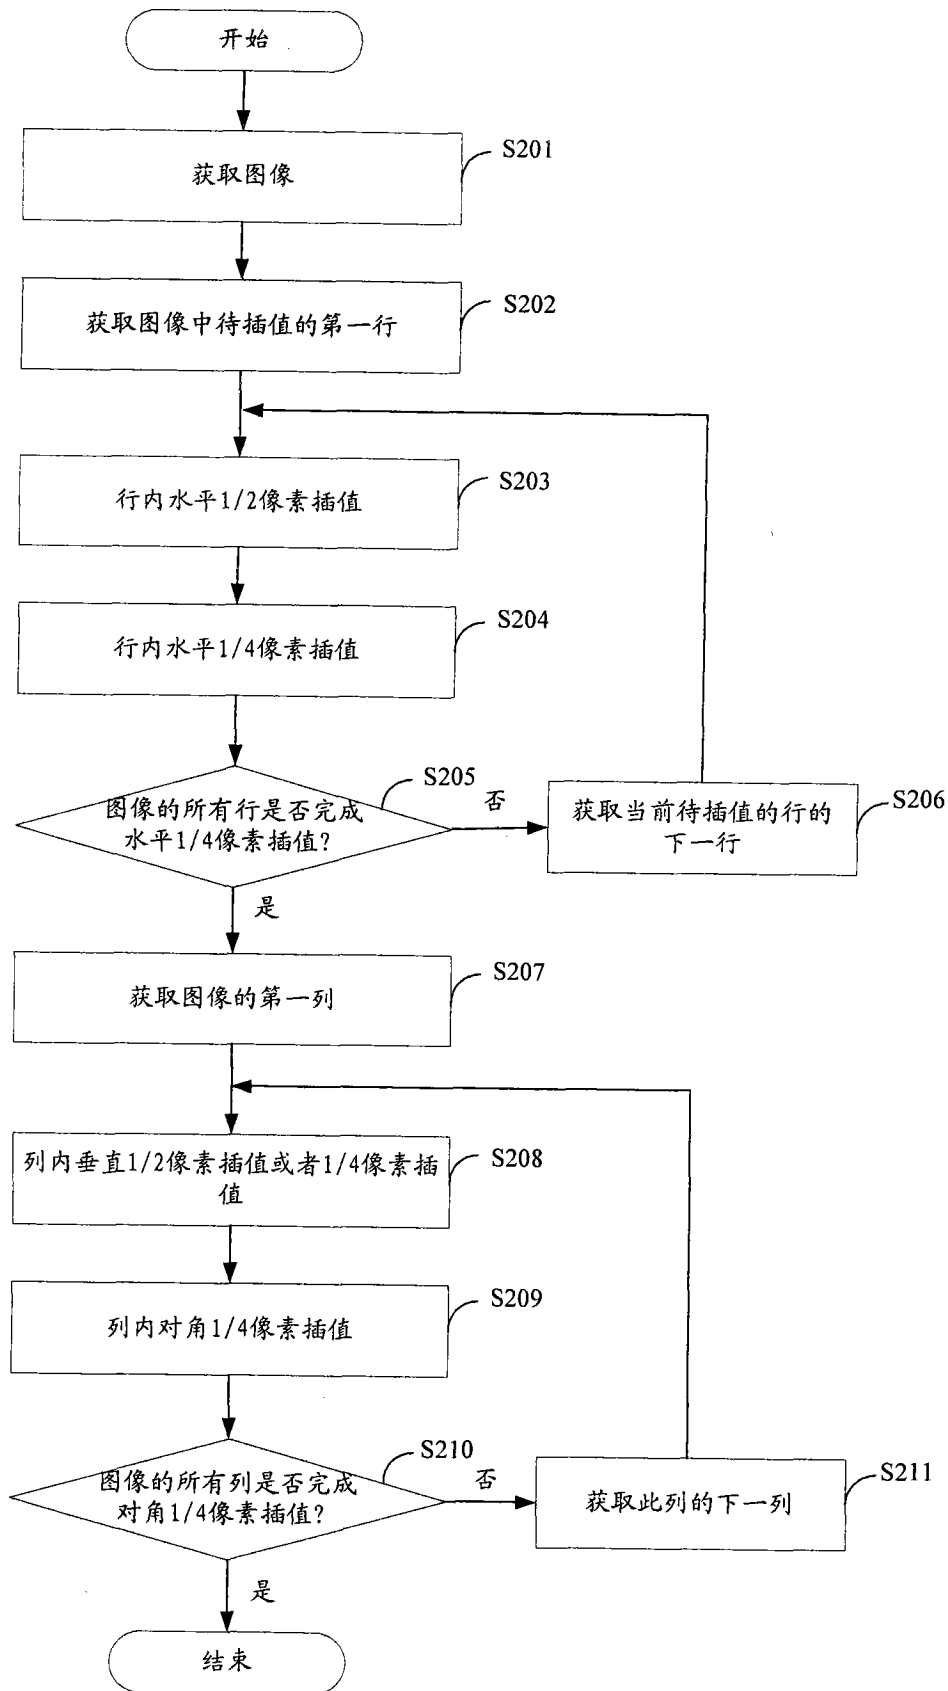 开始
S201
获取图像
S202
获取图像中待插值的第一行
S203
行内水平1/2像素插值
S204
行内水平1/4像素插值
S205
图像的所有行是否完成
水平1/4像素插值?
否
S206
获取当前待插值的行的
下一行
是
S207
获取图像的第一列
S208
列内垂直1/2像素插值或者1/4像素插
值
S209
列内对角1/4像素插值
S210
图像的所有列是否完成
对角1/4像素插值?
否
S211
获取此列的下一列
是
结束